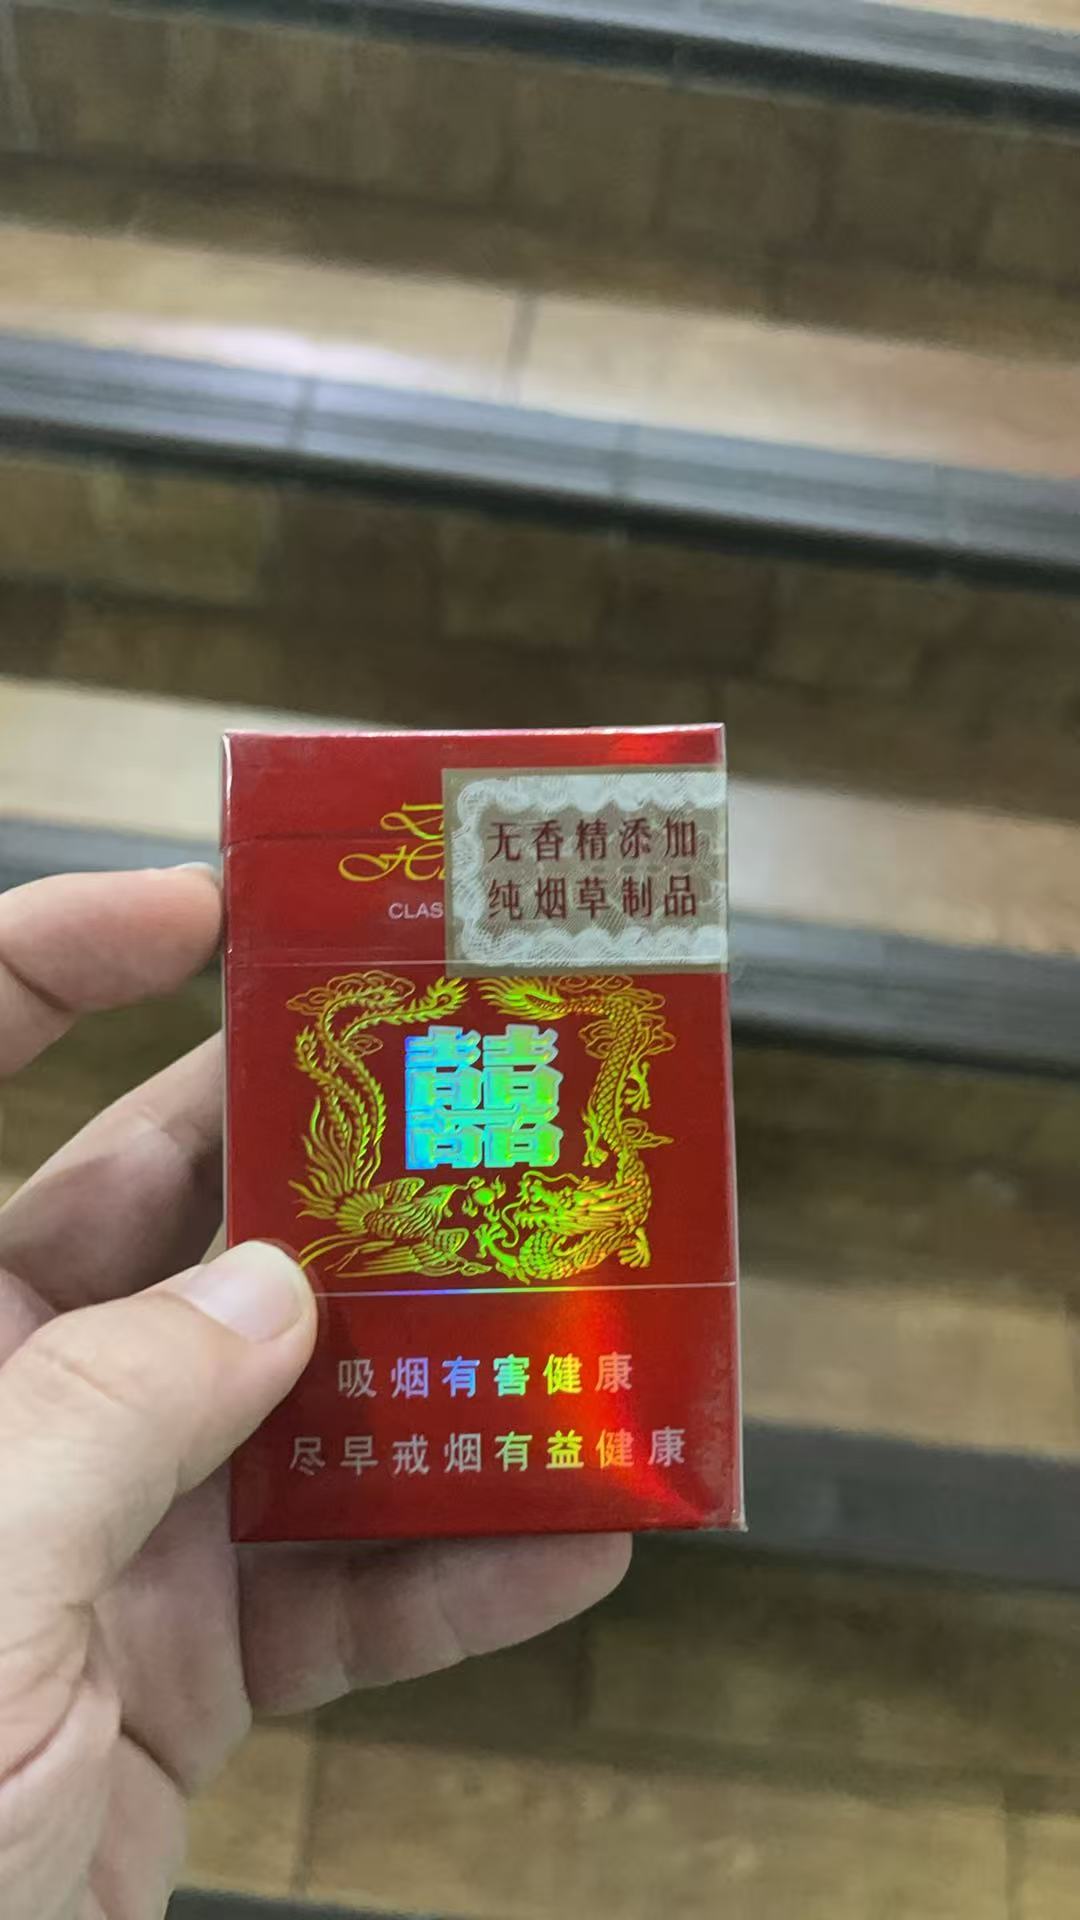 CLAS
无香精添加
纯烟草制品
囍
吸烟有害健康
尽早戒烟有益健康